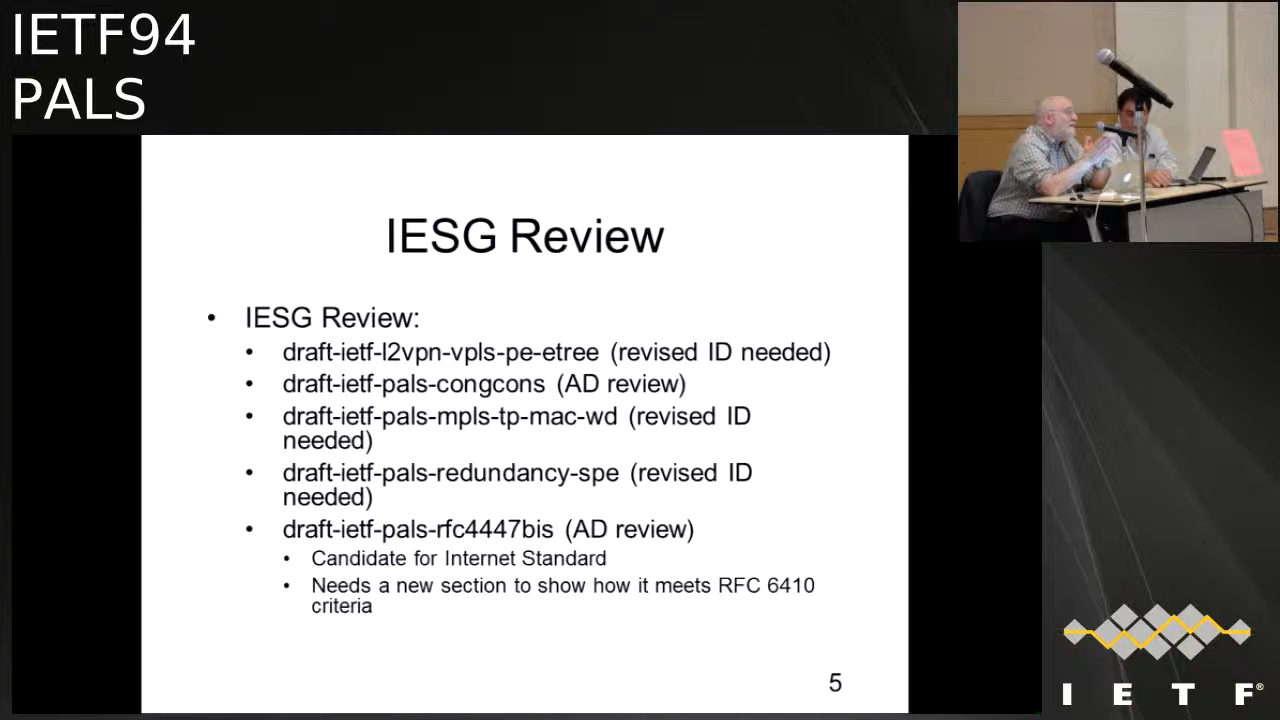 IETF94
PALS
IESG Review
• IESG Review:
• draft-ietf-l2vpn-vpls-pe-etree (revised ID needed)
• draft-ietf-pals-congcons (AD review)
• draft-ietf-pals-mpls-tp-mac-wd (revised ID
needed)
• draft-ietf-pals-redundancy-spe (revised ID
needed)
• draft-ietf-pals-rfc4447bis (AD review)
• Candidate for Internet Standard
• Needs a new section to show how it meets RFC 6410
criteria
5
I E T F®